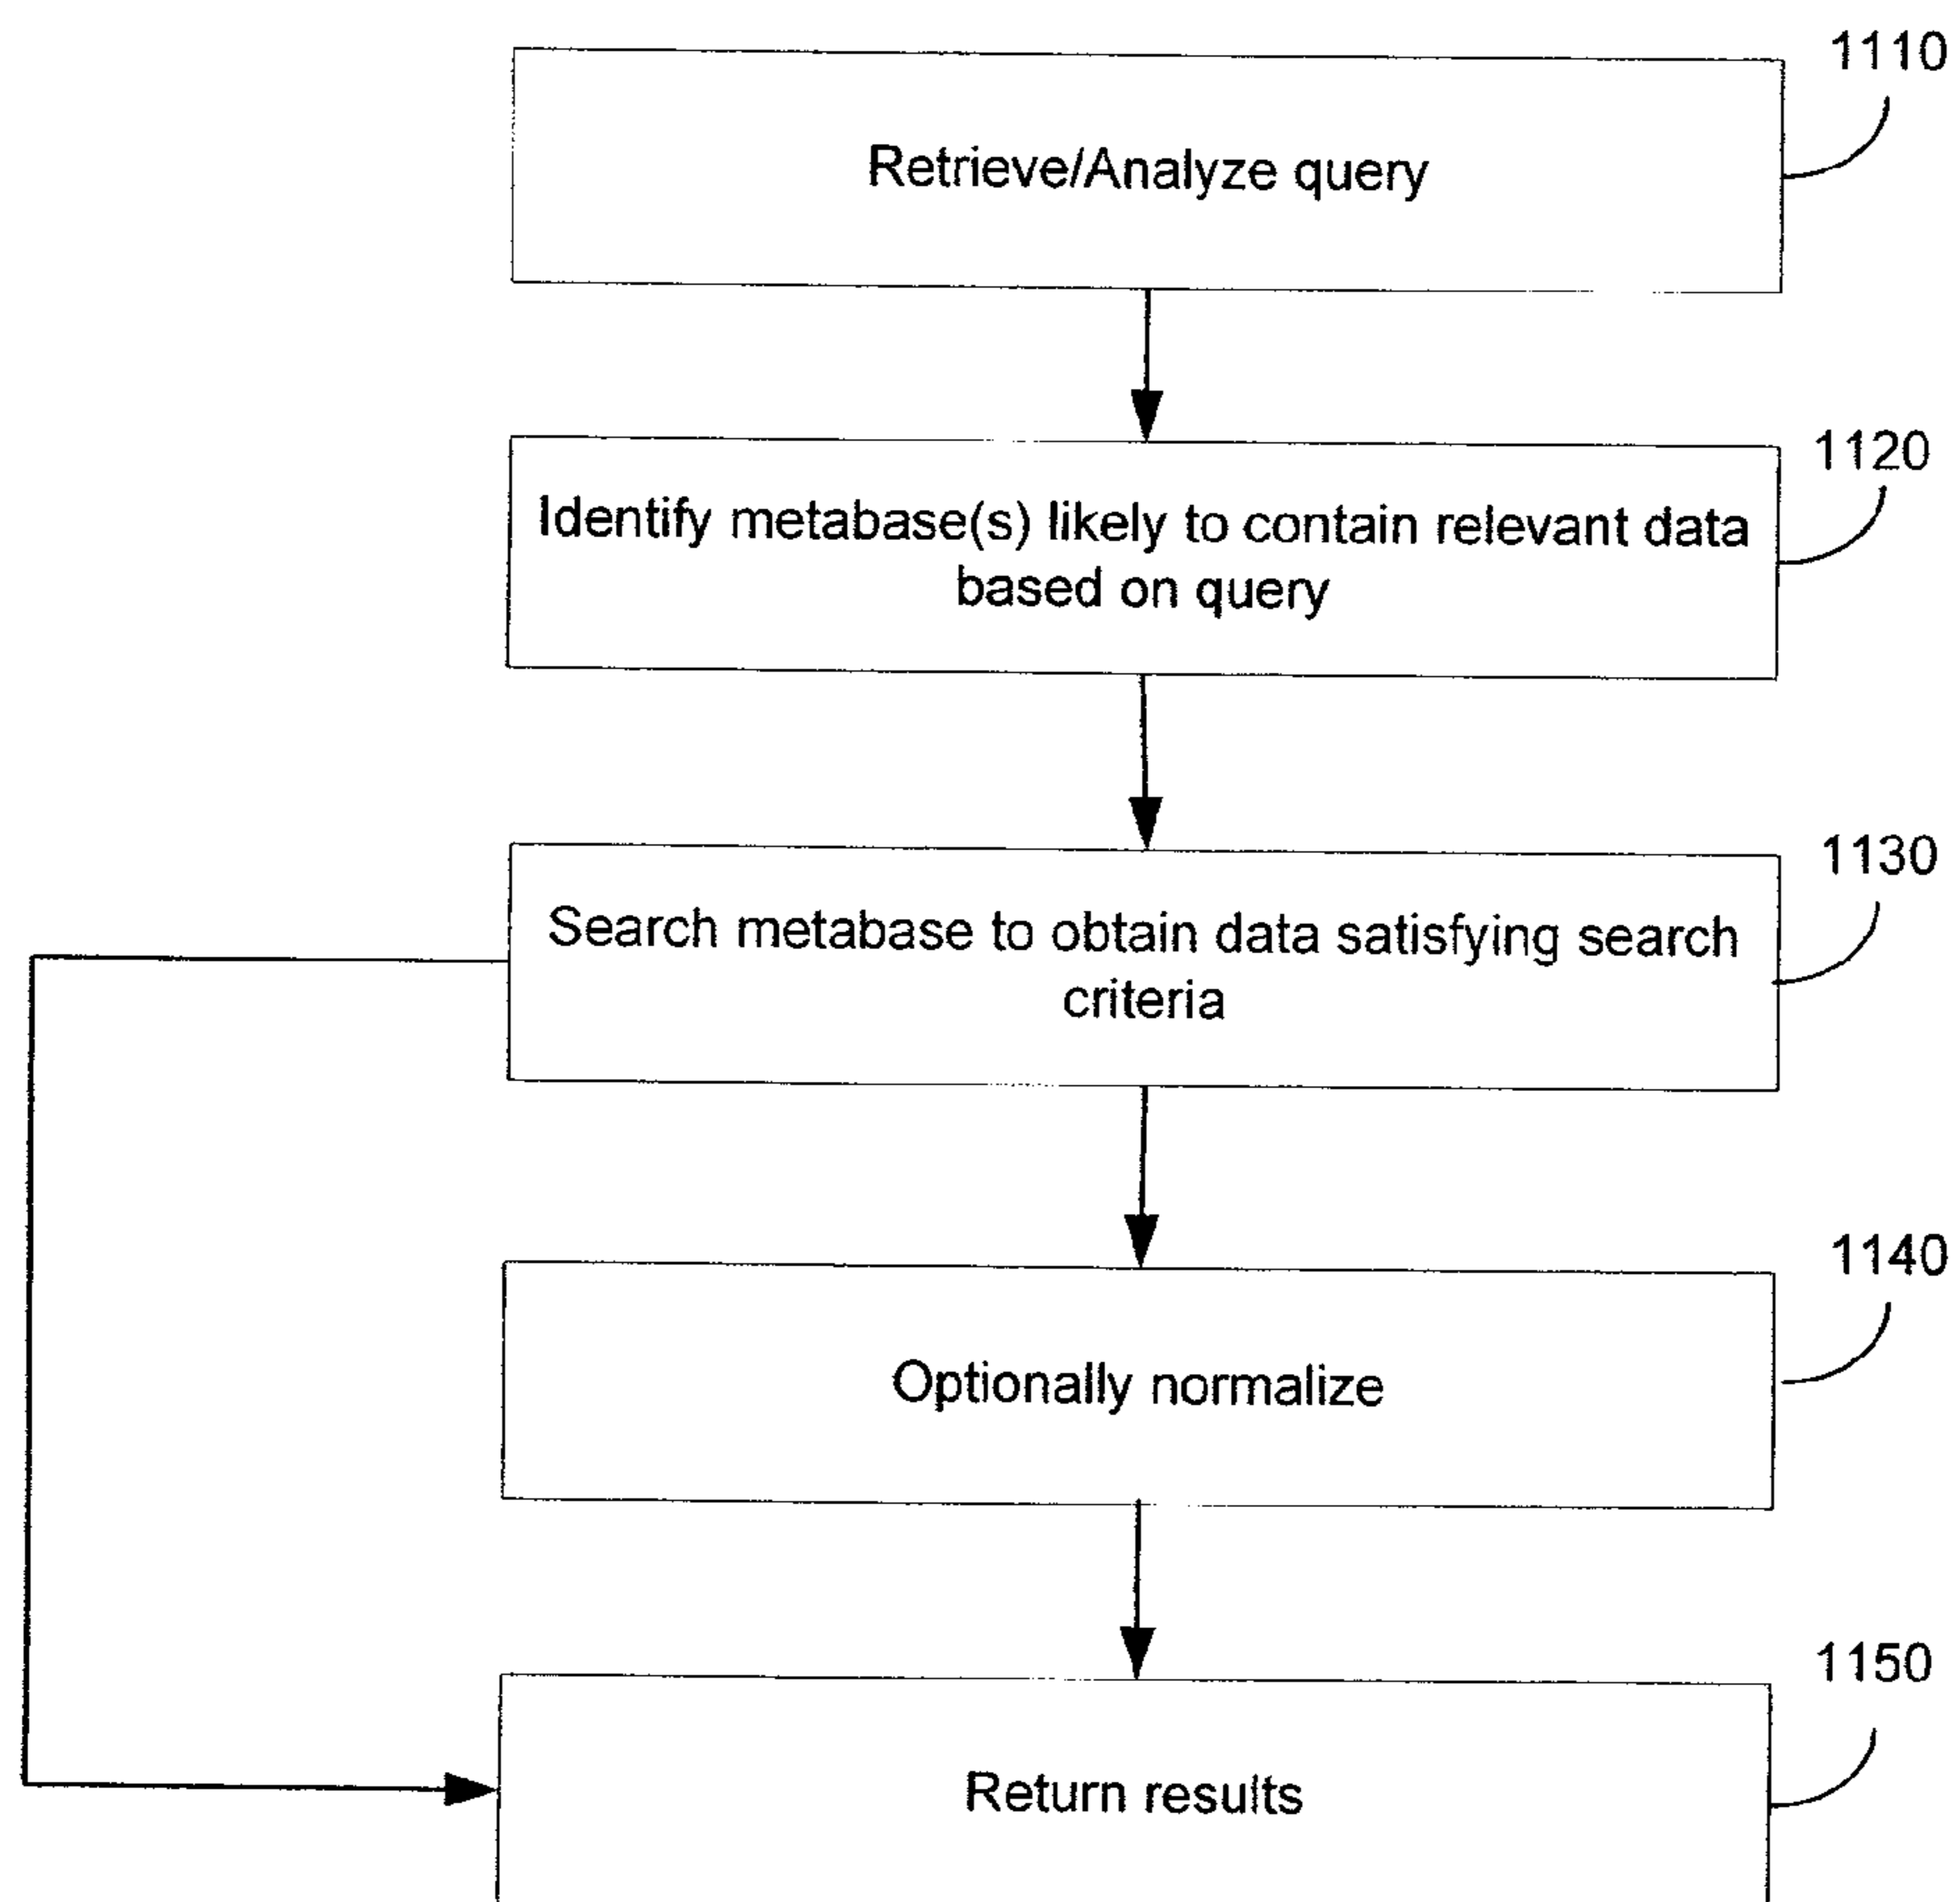 1110
Retrieve/Analyze query
1120
Identify metabase(s) likely to contain relevant data
based on query
1130
Search metabase to obtain data satisfying search
criteria
1140
Optionally normalize
1150
Return results